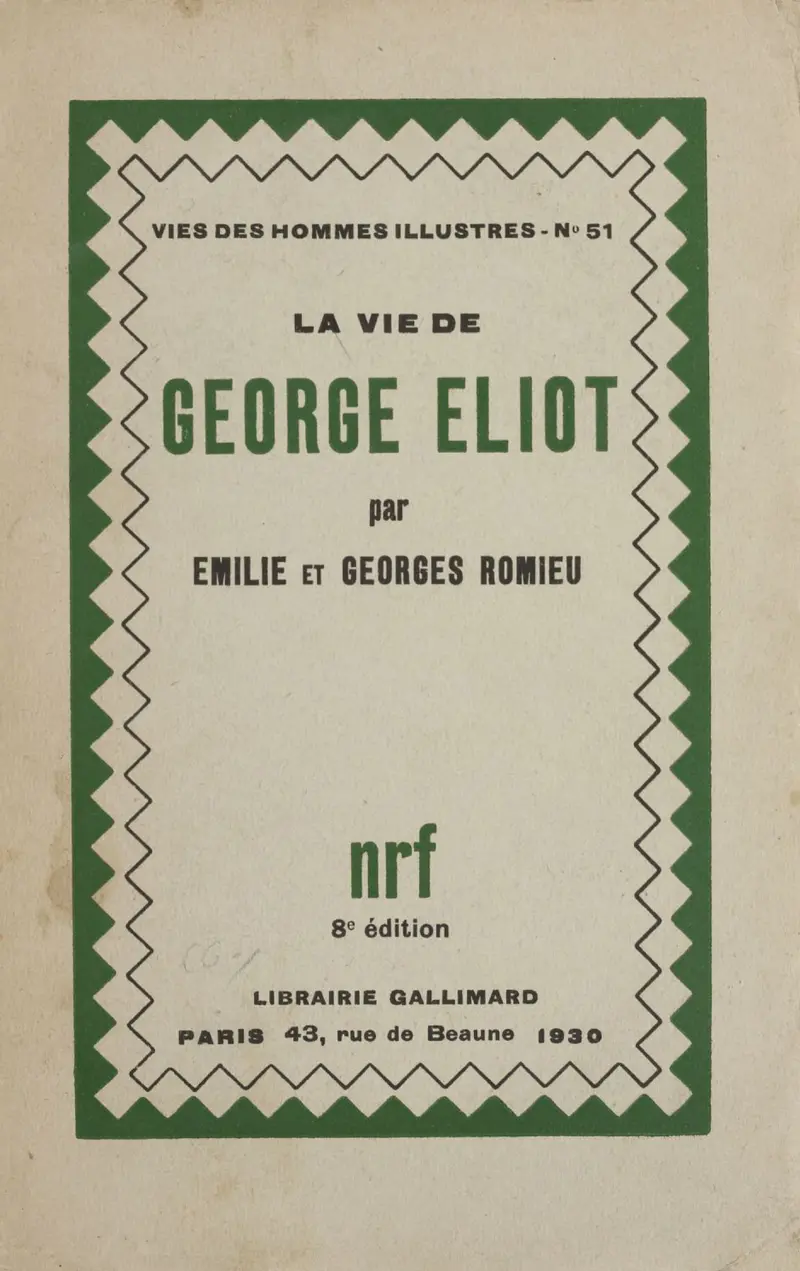 VIES DES HOMMES ILLUSTRES - Nº 51
LA VIE DE
GEORGE ELIOT
par
EMILIE ET GEORGES ROMIEU
nrf
8e édition
LIBRAIRIE GALLIMARD
PARIS 43, rue de Beaune 1930